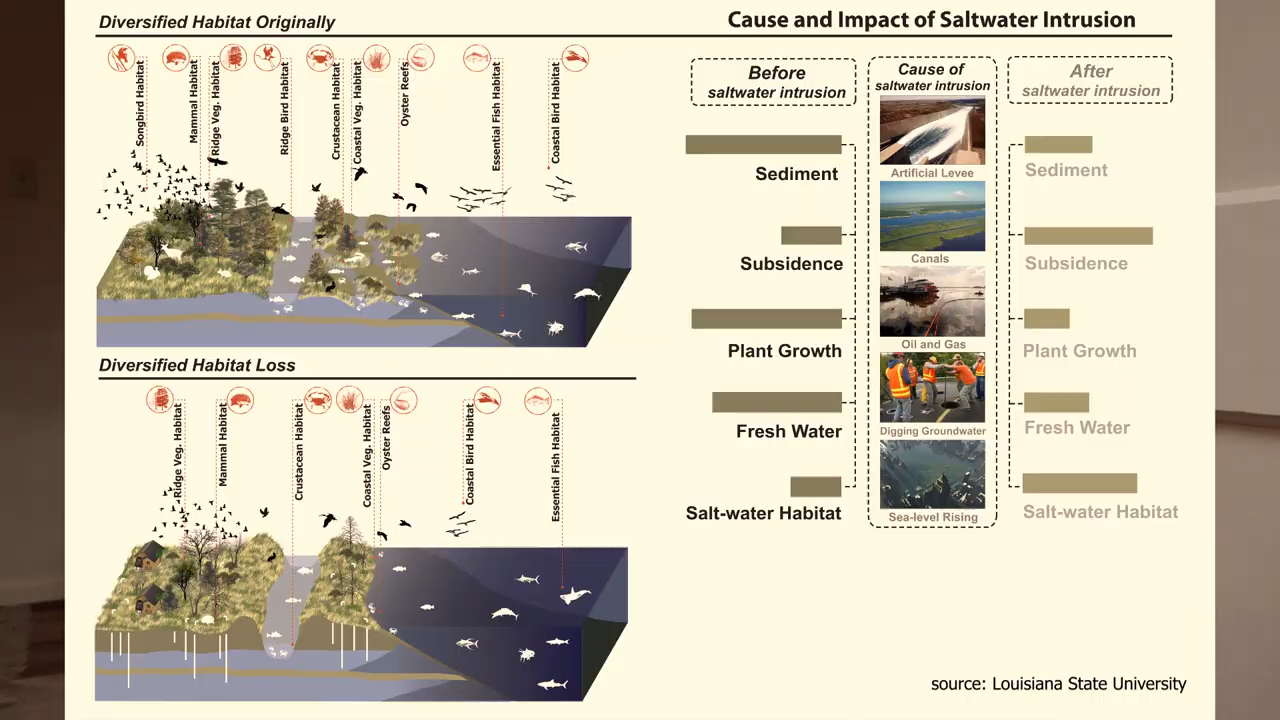 Diversified Habitat Originally
Songbird Habitat
Mammal Habitat
Ridge Veg. Habitat
Ridge Bird Habitat
Crustacean Habitat
Coastal Veg. Habitat
Oyster Reefs
Essential Fish Habitat
Coastal Bird Habitat
Diversified Habitat Loss
Ridge Veg. Habitat
Mammal Habitat
Crustacean Habitat
Coastal Veg. Habitat
Oyster Reefs
Coastal Bird Habitat
Essential Fish Habitat
Cause and Impact of Saltwater Intrusion
Before
saltwater intrusion
Sediment
Subsidence
Plant Growth
Fresh Water
Salt-water Habitat
Cause of
saltwater intrusion
Artificial Levee
Canals
Oil and Gas
Digging Groundwater
Sea-level Rising
After
saltwater intrusion
Sediment
Subsidence
Plant Growth
Fresh Water
Salt-water Habitat
source: Louisiana State University